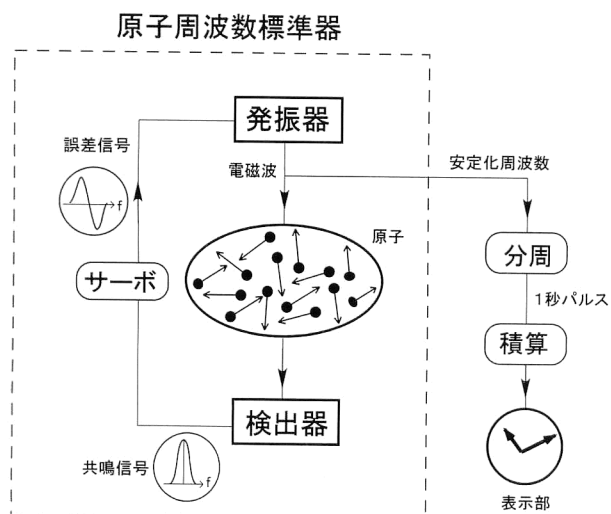 原子周波数標準器
発振器
誤差信号
f
電磁波
安定化周波数
原子
サーボ
分周
1秒パルス
積算
検出器
共鳴信号
f
表示部